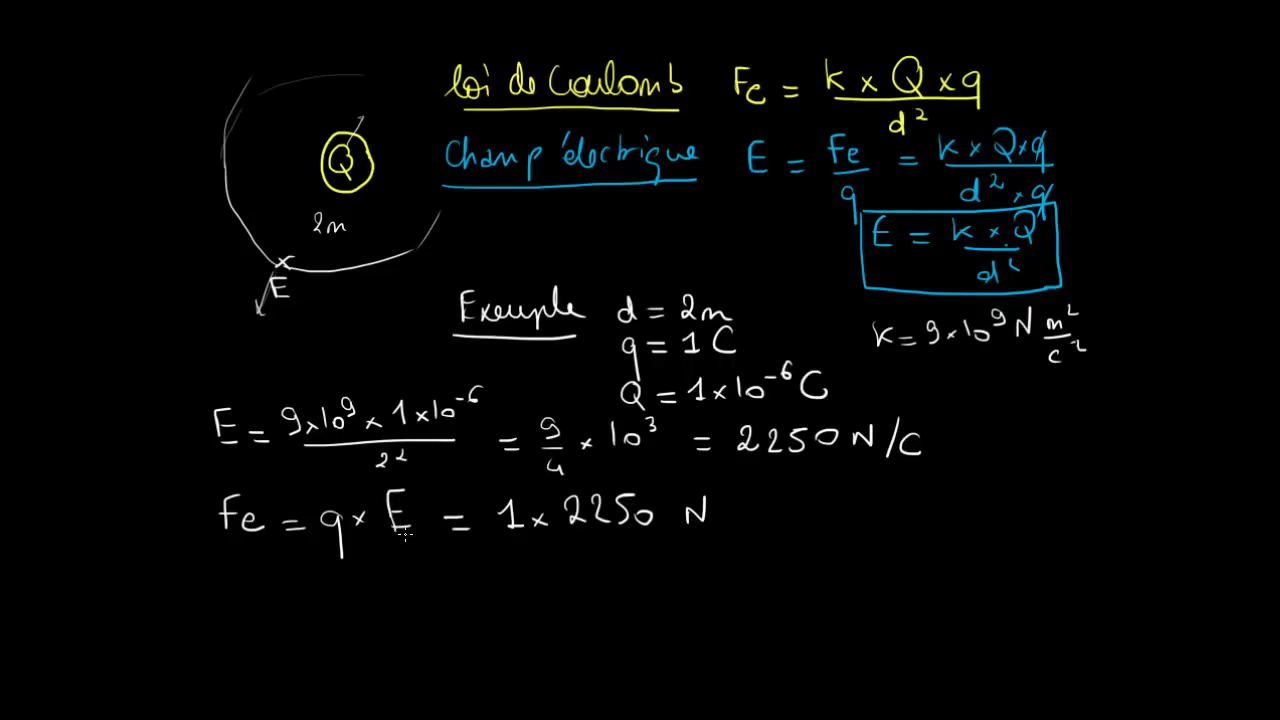 loi de Coulomb Fc = k × Q × q / d²
Champ électrique E = Fe / q = k × Q × q / d² × q
E = k × Q / d²
Q
2m
E
Exemple d = 2m
q = 1 C
Q = 1 × 10⁻⁶ C
k = 9 × 10⁹ N m² / c²
E = 9 × 10⁹ × 1 × 10⁻⁶ / 2² = 9 / 4 × 10³ = 2250 N / C
Fe = q × E = 1 × 2250 N